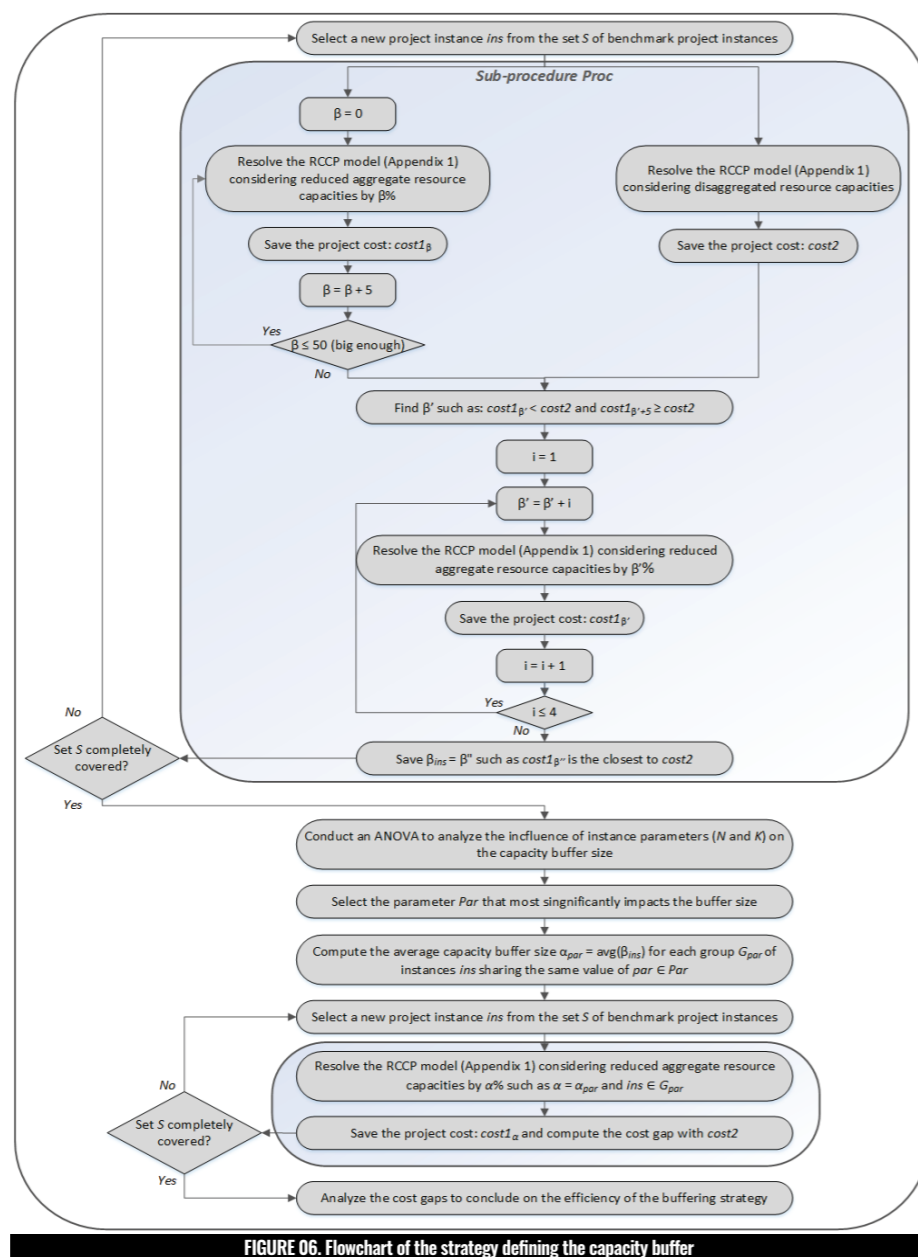 Select a new project instance ins from the set S of benchmark project instances
Sub-procedure Proc
β = 0
Resolve the RCCP model (Appendix 1)
considering reduced aggregate resource
capacities by β%
Save the project cost: cost1β
β = β + 5
Yes
β ≤ 50 (big enough)
No
Resolve the RCCP model (Appendix 1)
considering disaggregated resource capacities
Save the project cost: cost2
Find β' such as: cost1β' < cost2 and cost1β'+5 ≥ cost2
i = 1
β' = β' + i
Resolve the RCCP model (Appendix 1) considering reduced
aggregate resource capacities by β'%
Save the project cost: cost1β'
i = i + 1
Yes
i ≤ 4
No
Save βins = β" such as cost1β" is the closest to cost2
No
Set S completely
covered?
Yes
Conduct an ANOVA to analyze the incfluence of instance parameters (N and K) on
the capacity buffer size
Select the parameter Par that most singnificantly impacts the buffer size
Compute the average capacity buffer size αpar = avg(βins) for each group Gpar of
instances ins sharing the same value of par ∈ Par
Select a new project instance ins from the set S of benchmark project instances
Resolve the RCCP model (Appendix 1) considering reduced aggregate resource
capacities by α% such as α = αpar and ins ∈ Gpar
Save the project cost: cost1α and compute the cost gap with cost2
No
Set S completely
covered?
Yes
Analyze the cost gaps to conclude on the efficiency of the buffering strategy
FIGURE 06. Flowchart of the strategy defining the capacity buffer